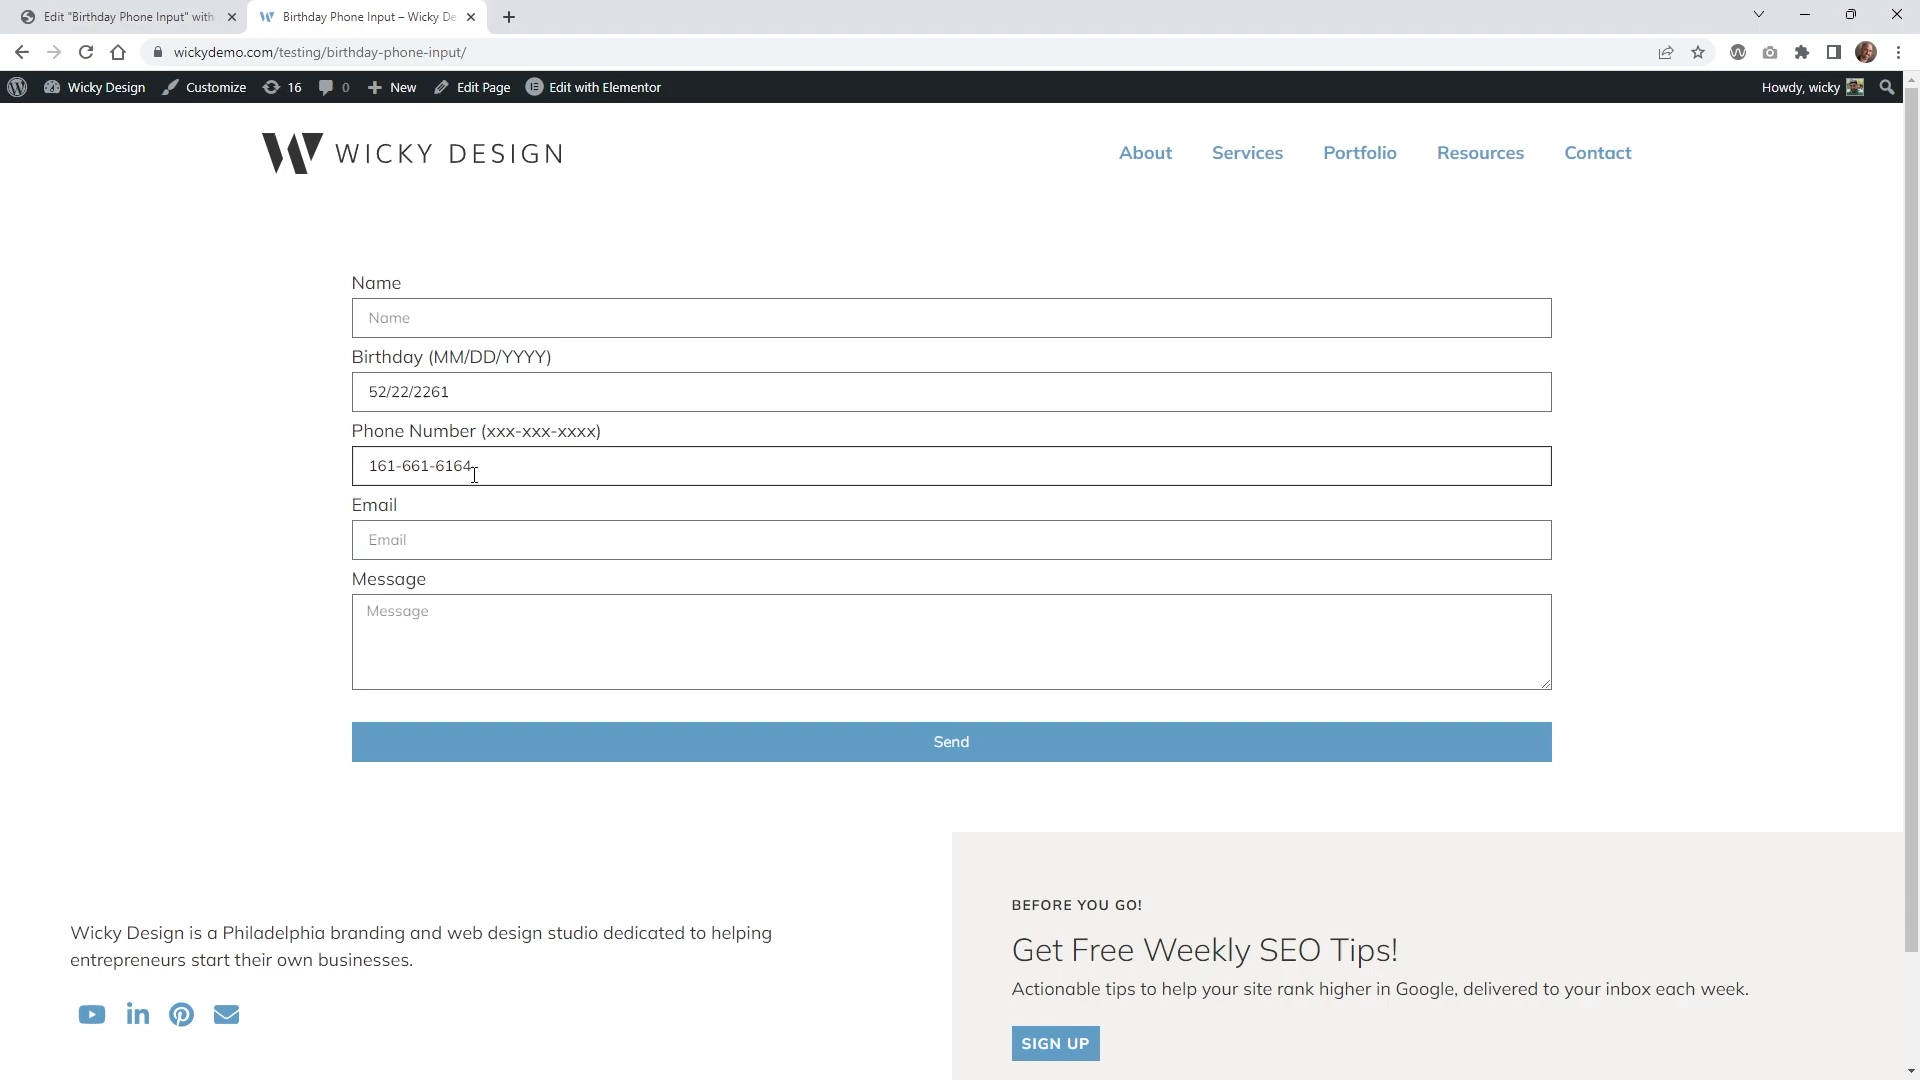 Edit "Birthday Phone Input" with
Birthday Phone Input – Wicky De
wickydemo.com/testing/birthday-phone-input/
Wicky Design
Customize
16
0
New
Edit Page
Edit with Elementor
Howdy, wicky
WICKY DESIGN
About
Services
Portfolio
Resources
Contact
Name
Name
Birthday (MM/DD/YYYY)
52/22/2261
Phone Number (xxx-xxx-xxxx)
161-661-6164
Email
Email
Message
Message
Send
Wicky Design is a Philadelphia branding and web design studio dedicated to helping
entrepreneurs start their own businesses.
BEFORE YOU GO!
Get Free Weekly SEO Tips!
Actionable tips to help your site rank higher in Google, delivered to your inbox each week.
SIGN UP